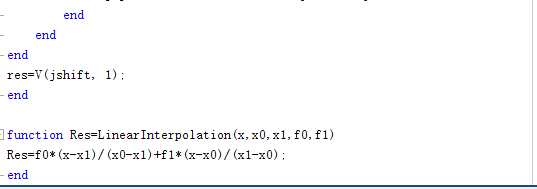 end
end
end
res=V(jshift, 1);
end
function Res=LinearInterpolation(x,x0,x1,f0,f1)
Res=f0*(x-x1)/(x0-x1)+f1*(x-x0)/(x1-x0);
end